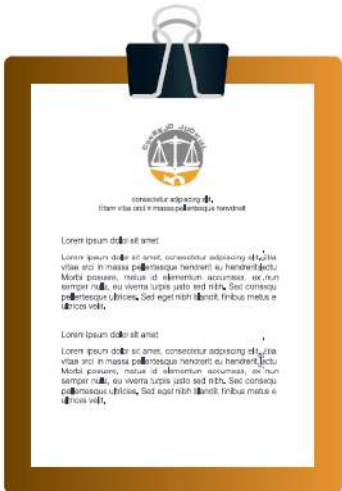 CONSEJO JUDICIAL
consectetur adipiscing elit,
Etiam vitae orci in massa pellentesque hendrerit
Lorem ipsum dolor sit amet
Lorem ipsum dolor sit amet, consectetur adipiscing elit, Etia
vitae orci in massa pellentesque hendrerit eu hendrerit lectu
Morbi posuere, metus id elementum accumsan, ex nun
semper nulla, eu viverra turpis justo sed nibh. Sed consequ
pellentesque ultrices. Sed eget nibh blandit, finibus metus e
ultrices velit.
Lorem ipsum dolor sit amet
Lorem ipsum dolor sit amet, consectetur adipiscing elit, Etia
vitae orci in massa pellentesque hendrerit eu hendrerit lectu
Morbi posuere, metus id elementum accumsan, ex nun
semper nulla, eu viverra turpis justo sed nibh. Sed consequ
pellentesque ultrices. Sed eget nibh blandit, finibus metus e
ultrices velit.